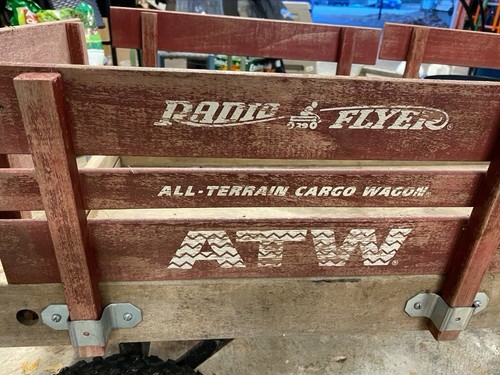 RADIO FLYER®
ALL-TERRAIN CARGO WAGON®
ATW®